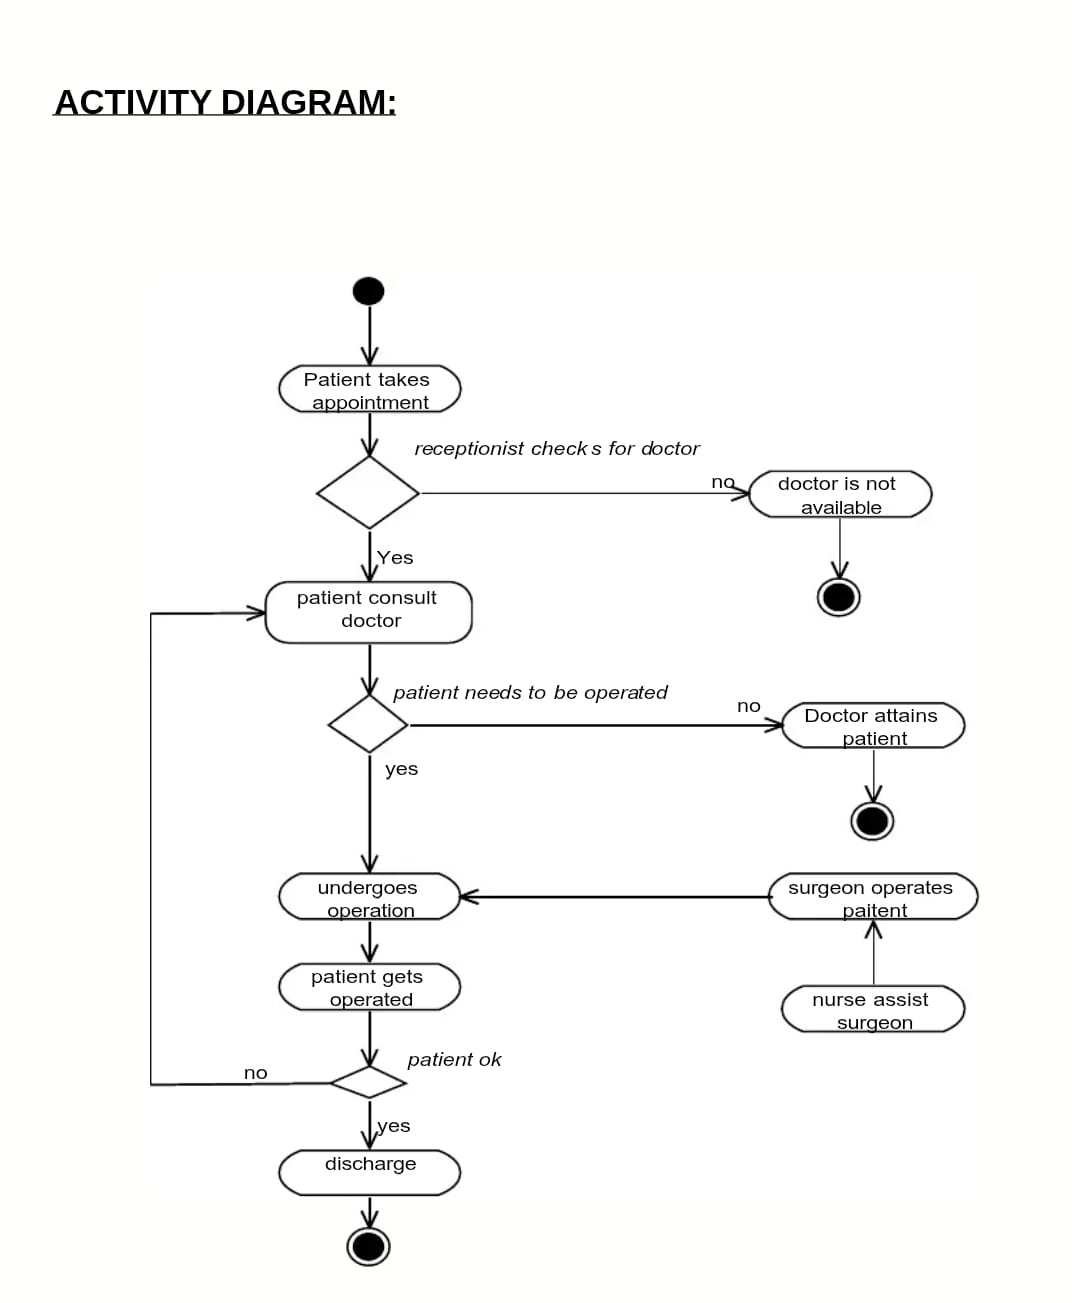 ACTIVITY DIAGRAM:
Patient takes
appointment
receptionist checks for doctor
no
doctor is not
available
Yes
patient consult
doctor
patient needs to be operated
no
Doctor attains
patient
yes
undergoes
operation
surgeon operates
paitent
patient gets
operated
nurse assist
surgeon
patient ok
no
yes
discharge